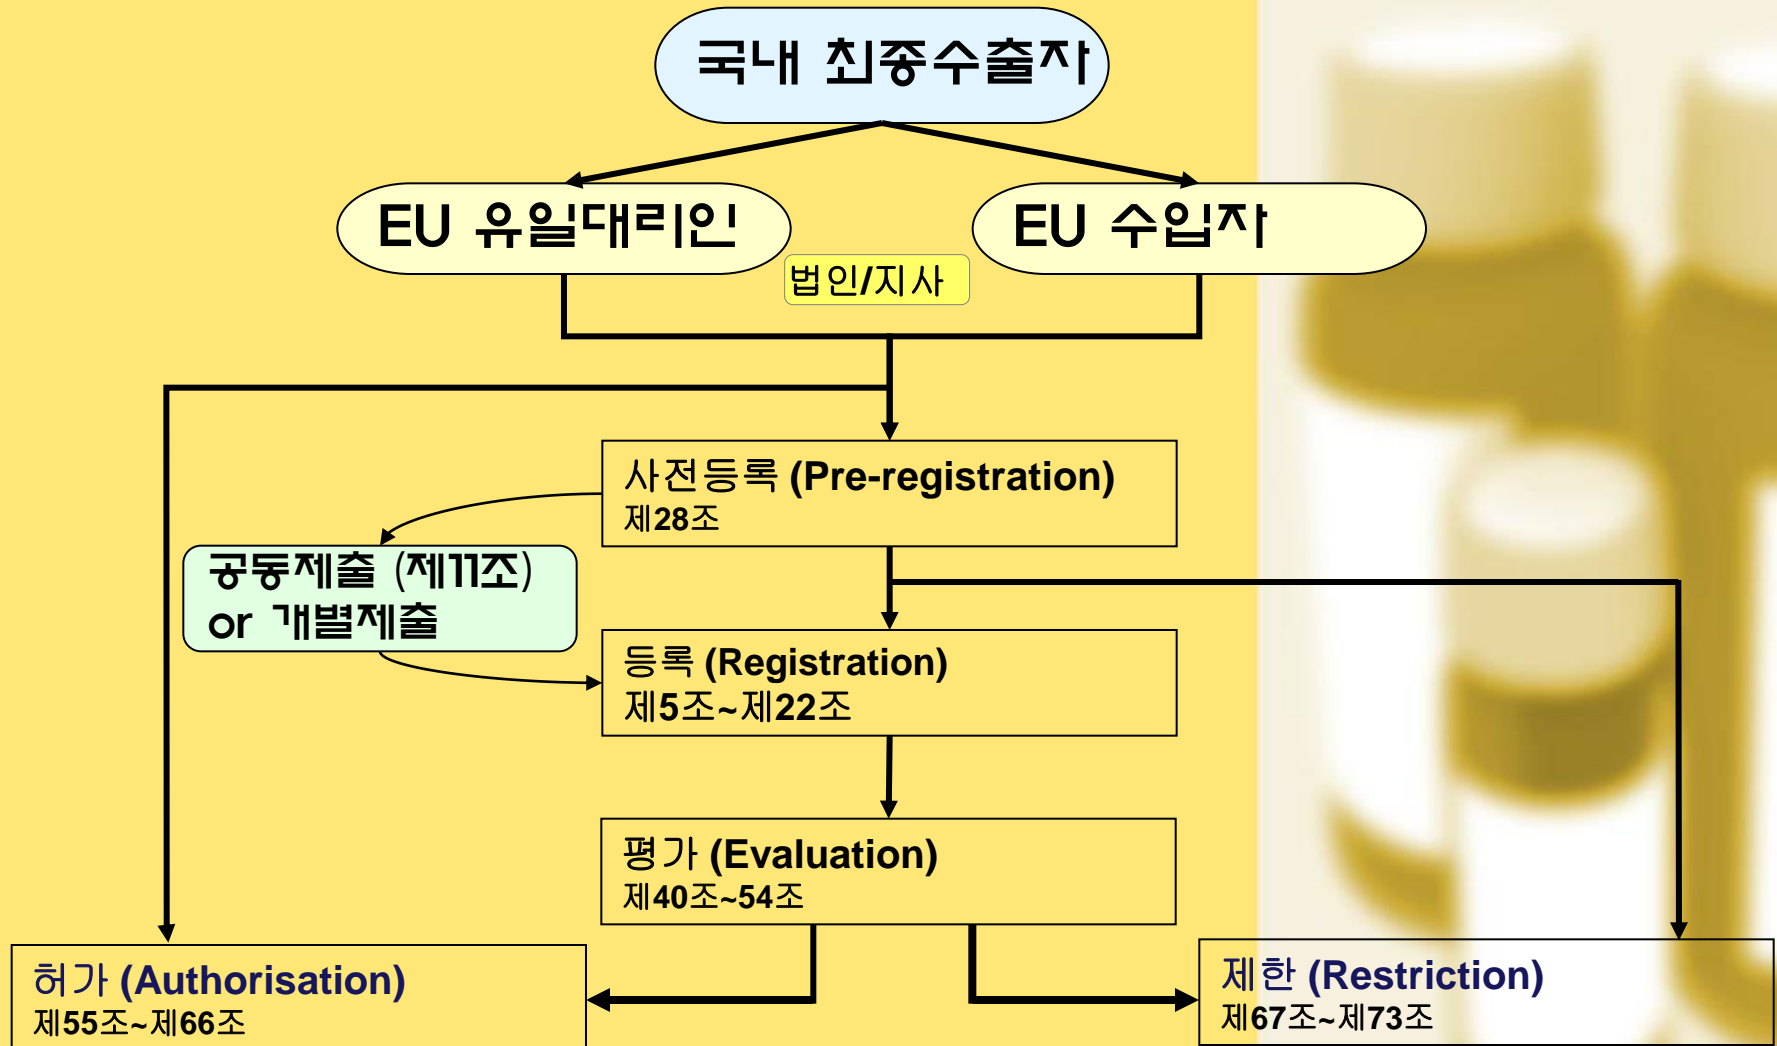 국내 최종수출자
EU 유일대리인
EU 수입자
법인/지사
사전등록 (Pre-registration)
제28조
공동제출 (제11조)
or 개별제출
등록 (Registration)
제5조~제22조
평가 (Evaluation)
제40조~54조
허가 (Authorisation)
제55조~제66조
제한 (Restriction)
제67조~제73조